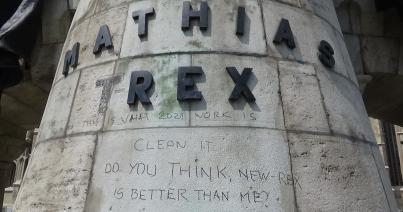 MATHIAS
T REX
THIS IS WHAT 2021 WORK IS
CLEAN IT
DO YOU THINK, NEW-REX
IS BETTER THAN ME?